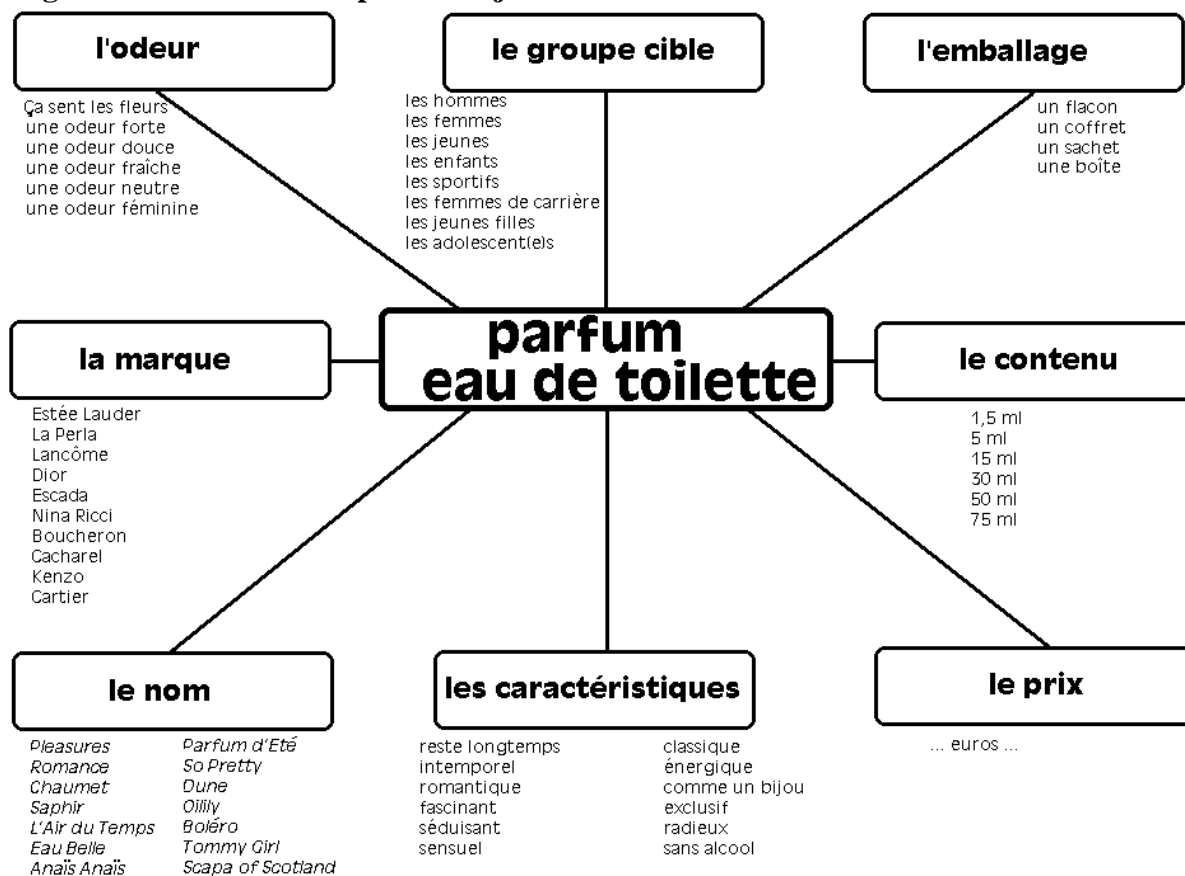 l'odeur
Ça sent les fleurs
une odeur forte
une odeur douce
une odeur fraîche
une odeur neutre
une odeur féminine
le groupe cible
les hommes
les femmes
les jeunes
les enfants
les sportifs
les femmes de carrière
les jeunes filles
les adolescent(e)s
l'emballage
un flacon
un coffret
un sachet
une boîte
parfum
eau de toilette
la marque
Estée Lauder
La Perla
Lancôme
Dior
Escada
Nina Ricci
Boucheron
Cacharel
Kenzo
Cartier
le contenu
1,5 ml
5 ml
15 ml
30 ml
50 ml
75 ml
le nom
Pleasures
Romance
Chaumet
Saphir
L'Air du Temps
Eau Belle
Anaïs Anaïs
Parfum d'Eté
So Pretty
Dune
Oilily
Boléro
Tommy Girl
Scapa of Scotland
les caractéristiques
reste longtemps
intemporel
romantique
fascinant
séduisant
sensuel
classique
énergique
comme un bijou
exclusif
radieux
sans alcool
le prix
... euros ...